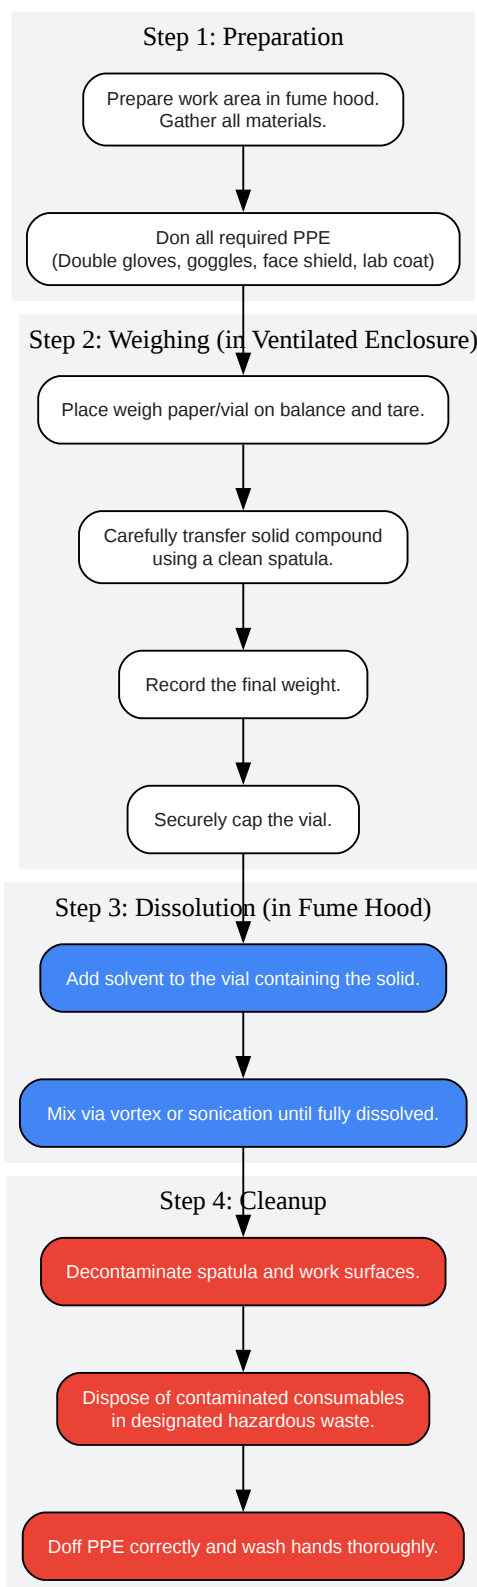 Step 1: Preparation
Prepare work area in fume hood.
Gather all materials.
Don all required PPE
(Double gloves, goggles, face shield, lab coat)
Step 2: Weighing (in Ventilated Enclosure)
Place weigh paper/vial on balance and tare.
Carefully transfer solid compound
using a clean spatula.
Record the final weight.
Securely cap the vial.
Step 3: Dissolution (in Fume Hood)
Add solvent to the vial containing the solid.
Mix via vortex or sonication until fully dissolved.
Step 4: Cleanup
Decontaminate spatula and work surfaces.
Dispose of contaminated consumables
in designated hazardous waste.
Doff PPE correctly and wash hands thoroughly.